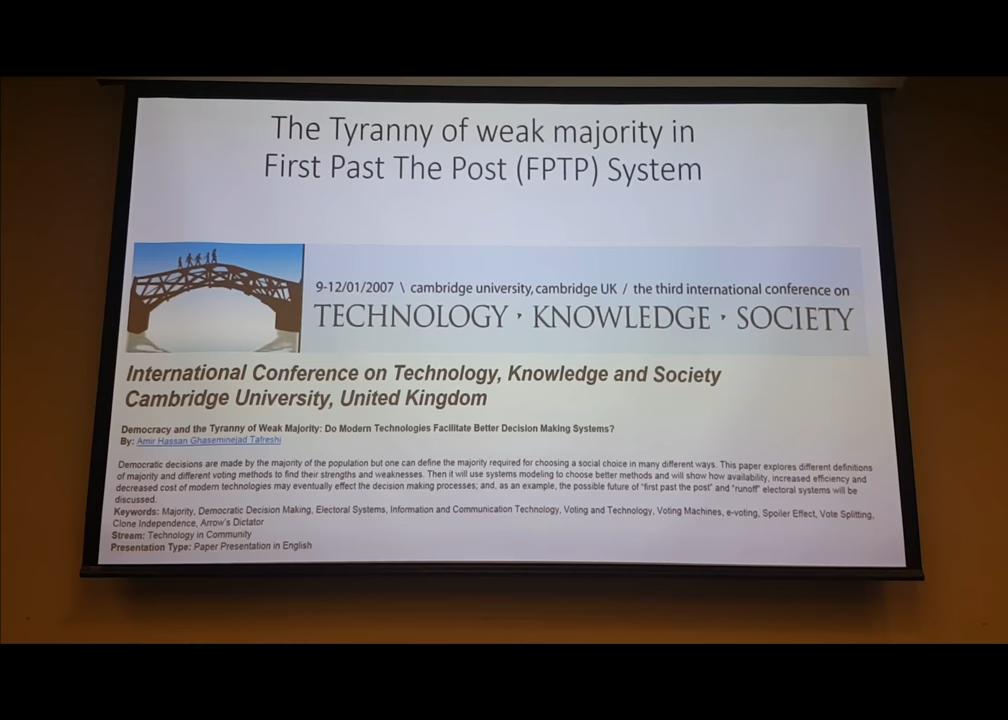 The Tyranny of weak majority in
First Past The Post (FPTP) System
9-12/01/2007 \ cambridge university, cambridge UK / the third international conference on
TECHNOLOGY · KNOWLEDGE · SOCIETY
International Conference on Technology, Knowledge and Society
Cambridge University, United Kingdom
Democracy and the Tyranny of Weak Majority: Do Modern Technologies Facilitate Better Decision Making Systems?
By: Amir Hassan Ghaseminejad Tafreshi
Democratic decisions are made by the majority of the population but one can define the majority required for choosing a social choice in many different ways. This paper explores different definitions
of majority and different voting methods to find their strengths and weaknesses. Then it will use systems modeling to choose better methods and will show how availability, increased efficiency and
decreased cost of modern technologies may eventually effect the decision making processes; and, as an example, the possible future of "first past the post" and "runoff" electoral systems will be
discussed.
Keywords: Majority, Democratic Decision Making, Electoral Systems, Information and Communication Technology, Voting and Technology, Voting Machines, e-voting, Spoiler Effect, Vote Splitting,
Clone Independence, Arrow's Dictator
Stream: Technology in Community
Presentation Type: Paper Presentation in English